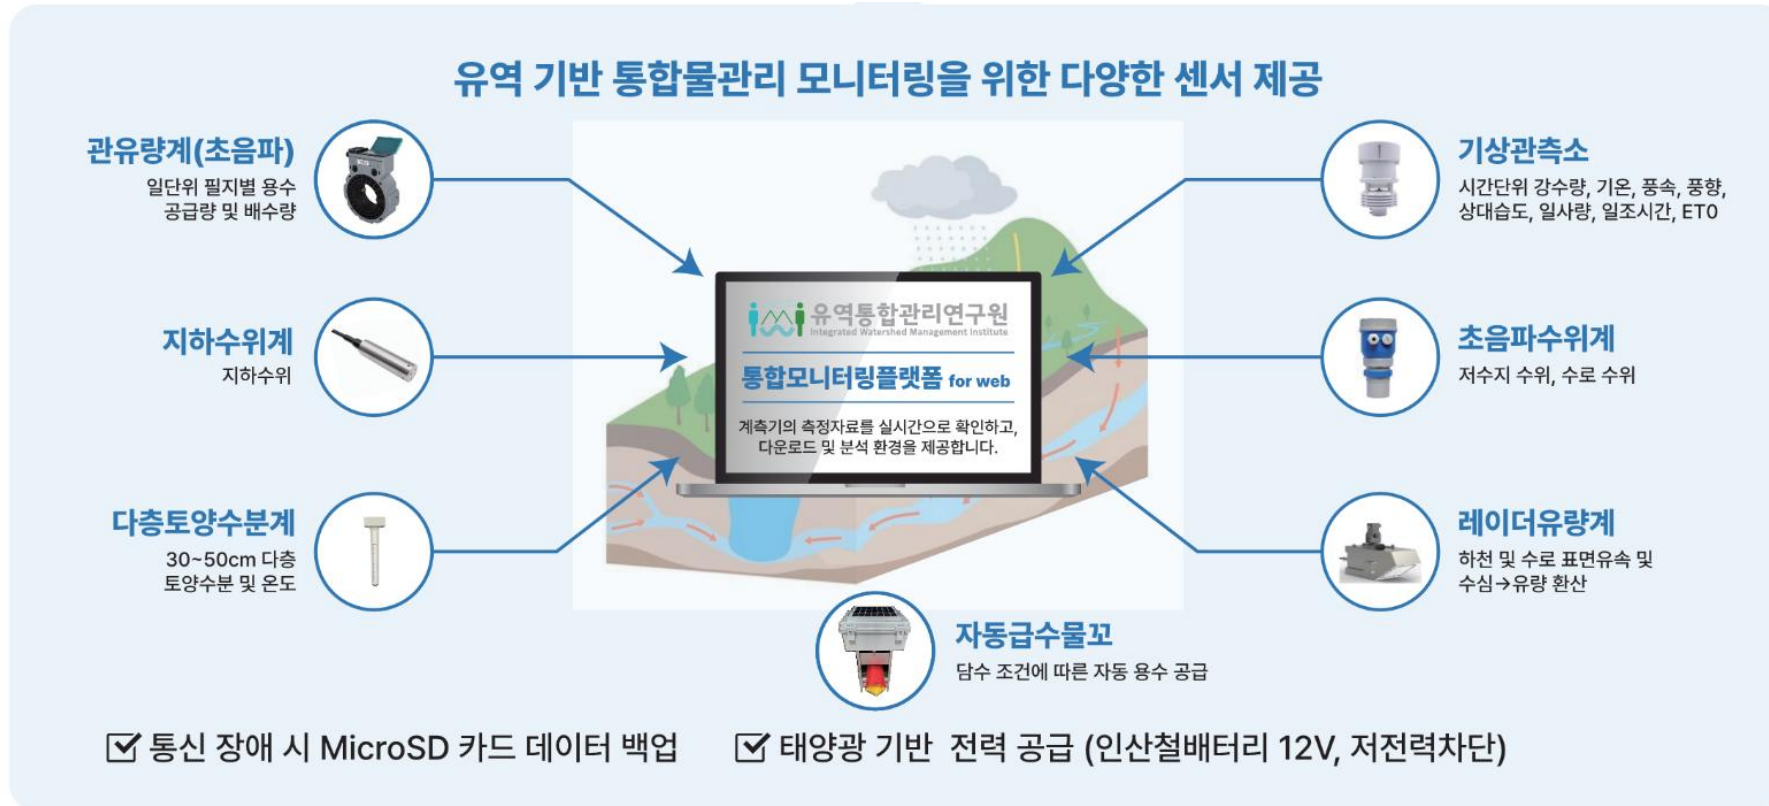 유역 기반 통합물관리 모니터링을 위한 다양한 센서 제공
관유량계(초음파)
일단위 필지별 용수
공급량 및 배수량
지하수위계
지하수위
다층토양수분계
30~50cm 다층
토양수분 및 온도
유역통합관리연구원
Integrated Watershed Management Institute
통합모니터링플랫폼 for web
계측기의 측정자료를 실시간으로 확인하고,
다운로드 및 분석 환경을 제공합니다.
기상관측소
시간단위 강수량, 기온, 풍속, 풍향,
상대습도, 일사량, 일조시간, ET0
초음파수위계
저수지 수위, 수로 수위
레이더유량계
하천 및 수로 표면유속 및
수심→유량 환산
자동급수물꼬
담수 조건에 따른 자동 용수 공급
☑ 통신 장애 시 MicroSD 카드 데이터 백업
☑ 태양광 기반 전력 공급 (인산철배터리 12V, 저전력차단)